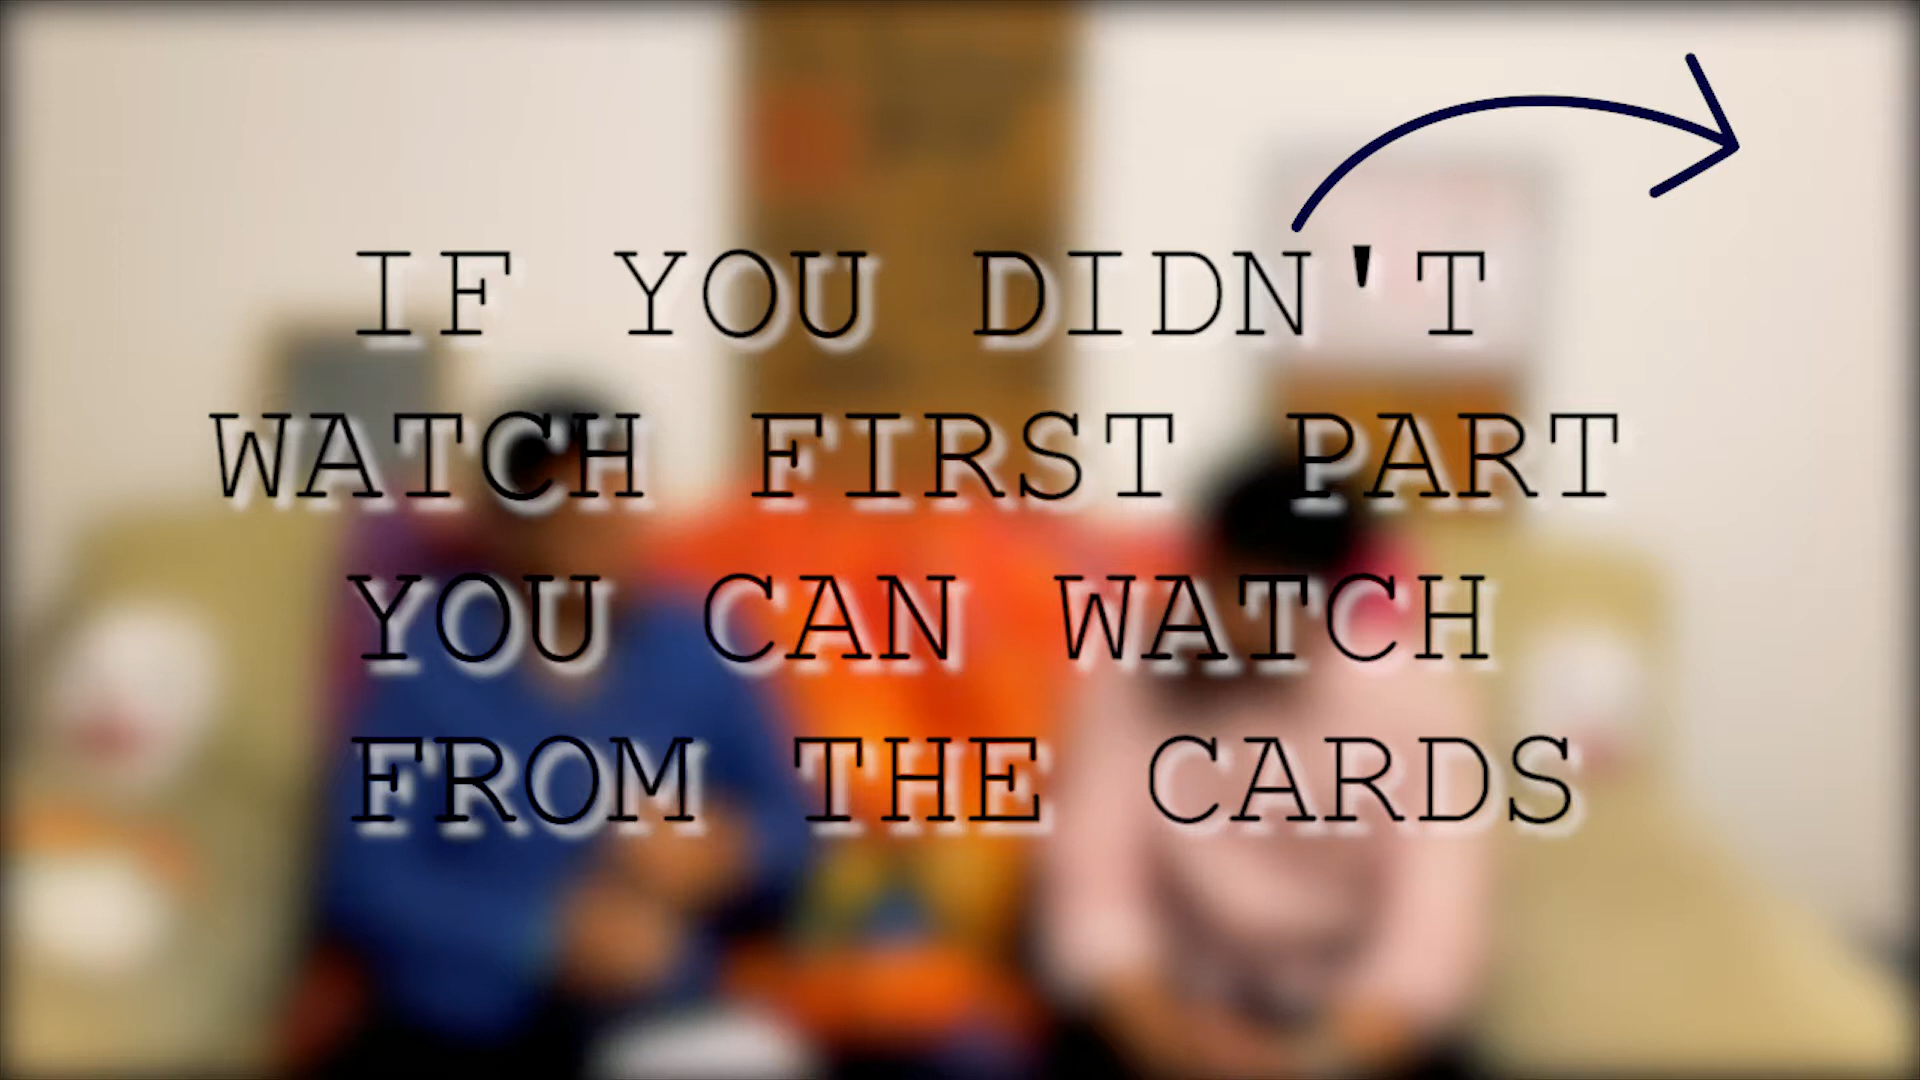 IF YOU DIDN'T
WATCH FIRST PART
YOU CAN WATCH
FROM THE CARDS